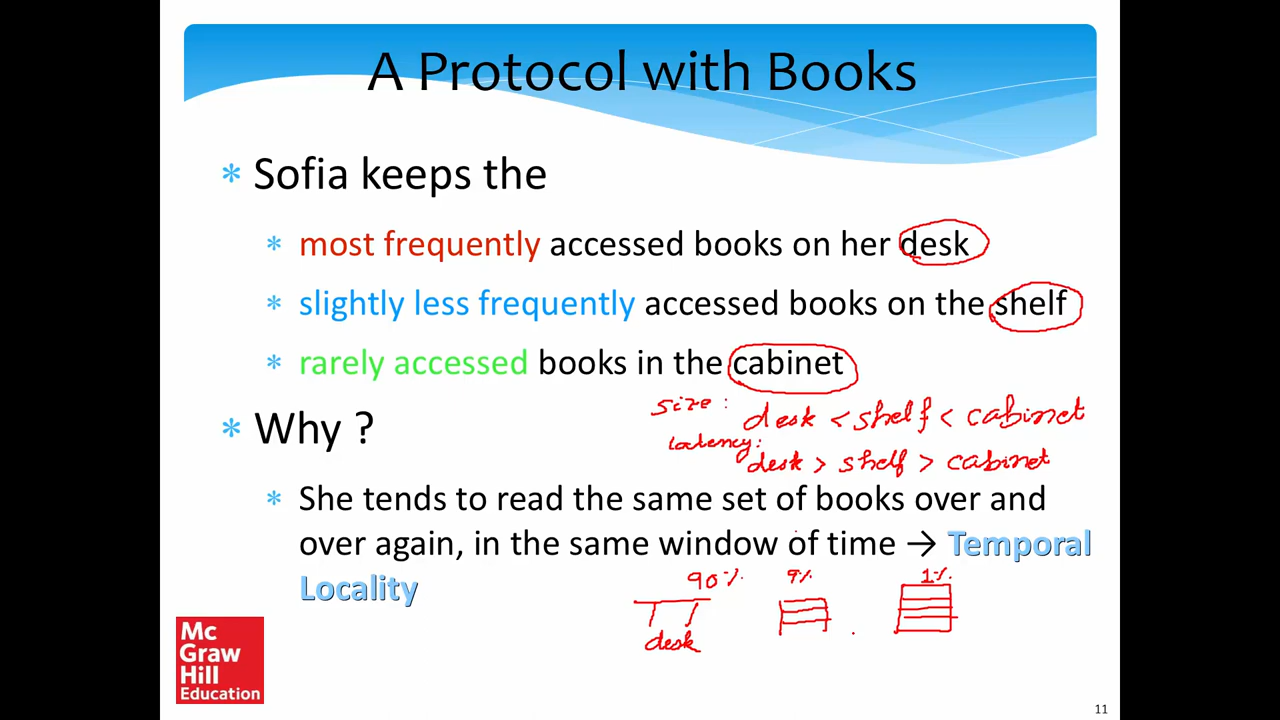 A Protocol with Books
* Sofia keeps the
* most frequently accessed books on her desk
* slightly less frequently accessed books on the shelf
* rarely accessed books in the cabinet
size : desk < shelf < cabinet
* Why ?
latency: desk > shelf > cabinet
* She tends to read the same set of books over and
over again, in the same window of time → Temporal
Locality
90% 9% 1%
desk
Mc
Graw
Hill
Education
11